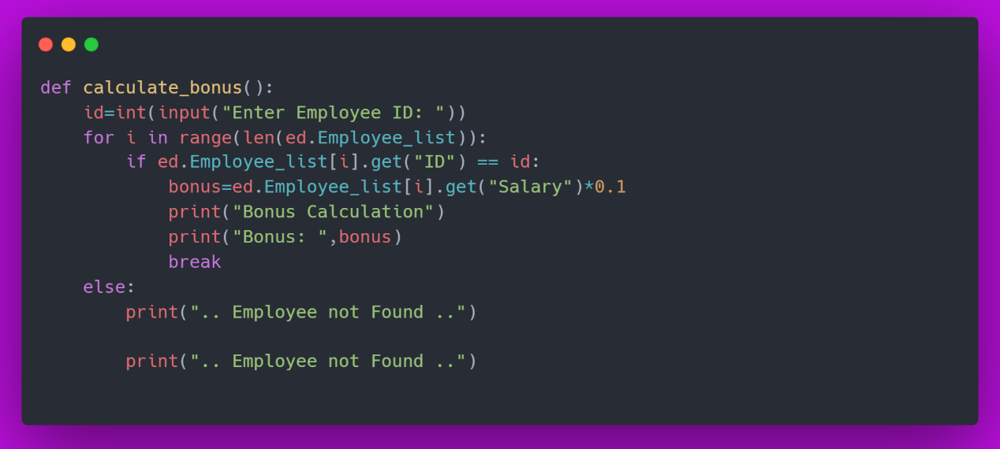 def calculate_bonus():
    id=int(input("Enter Employee ID: "))
    for i in range(len(ed.Employee_list)):
        if ed.Employee_list[i].get("ID") == id:
            bonus=ed.Employee_list[i].get("Salary")*0.1
            print("Bonus Calculation")
            print("Bonus: ",bonus)
            break
    else:
        print(".. Employee not Found ..")

        print(".. Employee not Found ..")